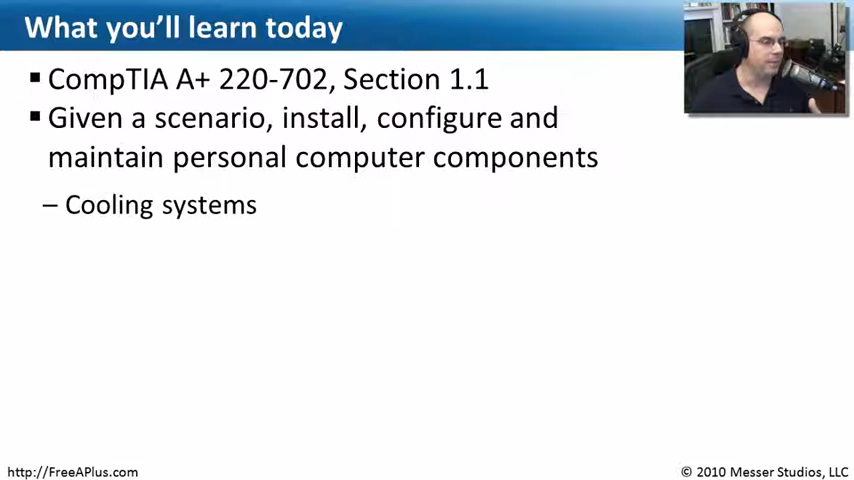 What you'll learn today
▪ CompTIA A+ 220-702, Section 1.1
▪ Given a scenario, install, configure and
maintain personal computer components
– Cooling systems
http://FreeAPlus.com
© 2010 Messer Studios, LLC